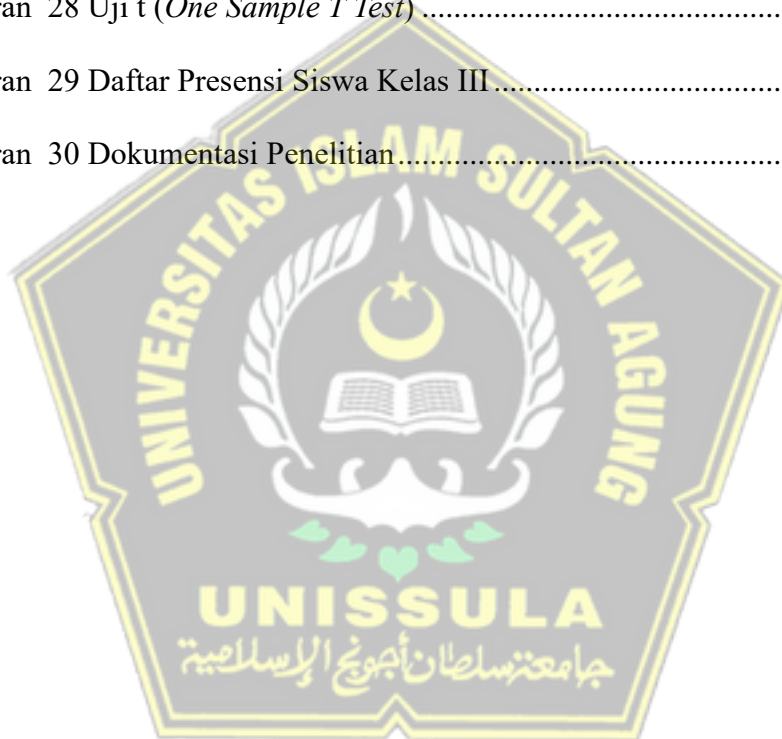 ran 28 Uji t (One Sample T Test) ..........................................................
ran 29 Daftar Presensi Siswa Kelas III ..............................................
ran 30 Dokumentasi Penelitian ..........................................................
UNIVERSITAS ISLAM SULTAN AGUNG
UNISSULA
جامعة سلطان أجونج الإسلامية